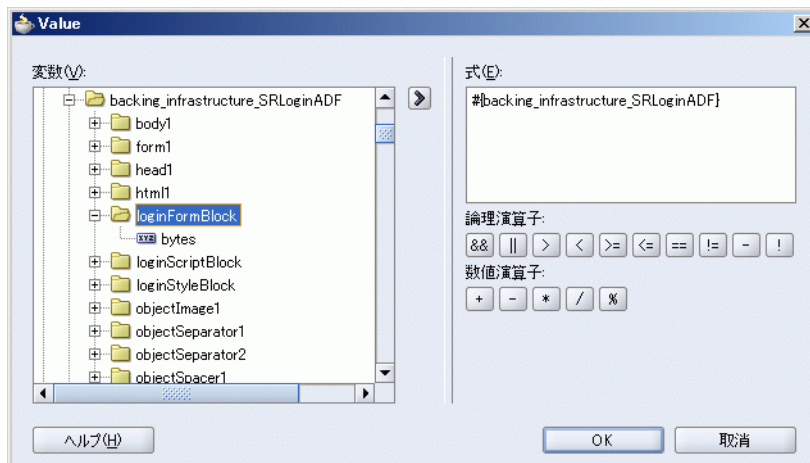 Value
変数(V):
backing_infrastructure_SRLoginADF
body1
form1
head1
html1
loginFormBlock
xyz bytes
loginScriptBlock
loginStyleBlock
objectImage1
objectSeparator1
objectSeparator2
objectSpacer1
式(E):
#{backing_infrastructure_SRLoginADF}
論理演算子:
&& || > < >= <= == != - !
数値演算子:
+ - * / %
ヘルプ(H)
OK 取消